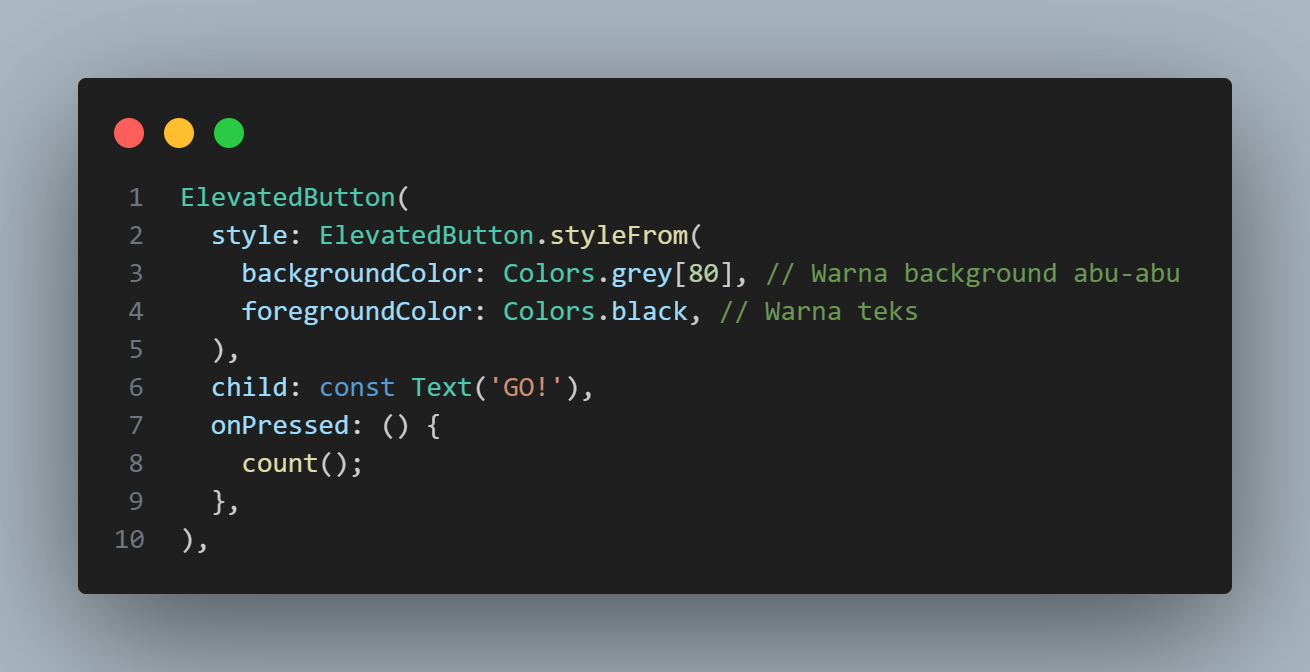 1 ElevatedButton(
2   style: ElevatedButton.styleFrom(
3     backgroundColor: Colors.grey[80], // Warna background abu-abu
4     foregroundColor: Colors.black, // Warna teks
5   ),
6   child: const Text('GO!'),
7   onPressed: () {
8     count();
9   },
10 ),